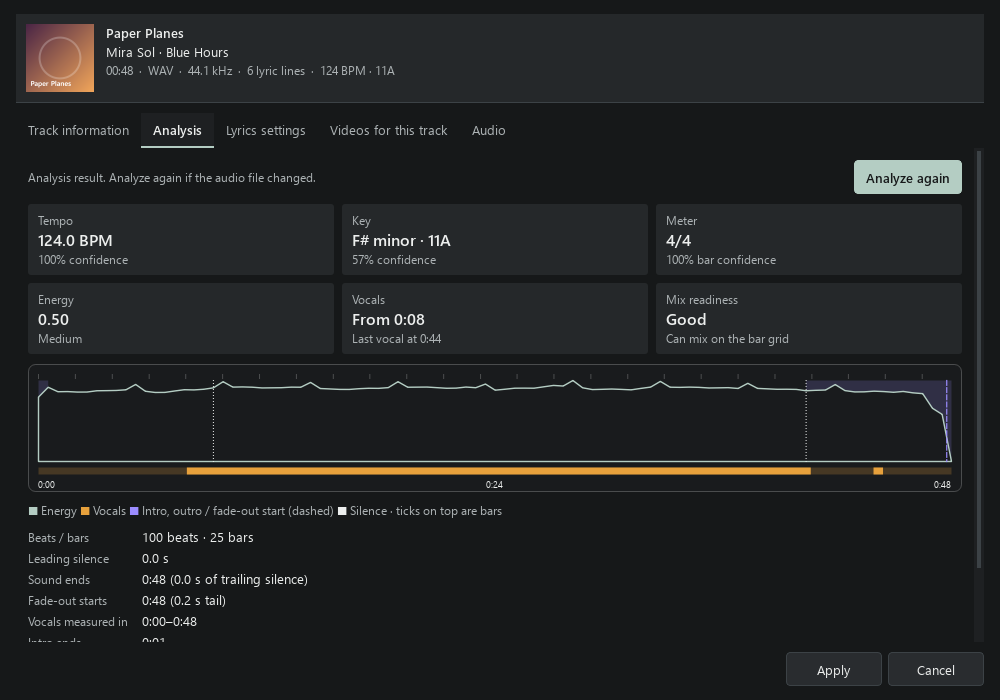 Paper Planes
Paper Planes
Mira Sol · Blue Hours
00:48 · WAV · 44.1 kHz · 6 lyric lines · 124 BPM · 11A
Track information Analysis Lyrics settings Videos for this track Audio
Analysis result. Analyze again if the audio file changed.
Analyze again
Tempo
124.0 BPM
100% confidence
Key
F# minor · 11A
57% confidence
Meter
4/4
100% bar confidence
Energy
0.50
Medium
Vocals
From 0:08
Last vocal at 0:44
Mix readiness
Good
Can mix on the bar grid
0:00 0:24 0:48
Energy Vocals Intro, outro / fade-out start (dashed) Silence · ticks on top are bars
Beats / bars 100 beats · 25 bars
Leading silence 0.0 s
Sound ends 0:48 (0.0 s of trailing silence)
Fade-out starts 0:48 (0.2 s tail)
Vocals measured in 0:00–0:48
Intro ends 0:01
Apply Cancel